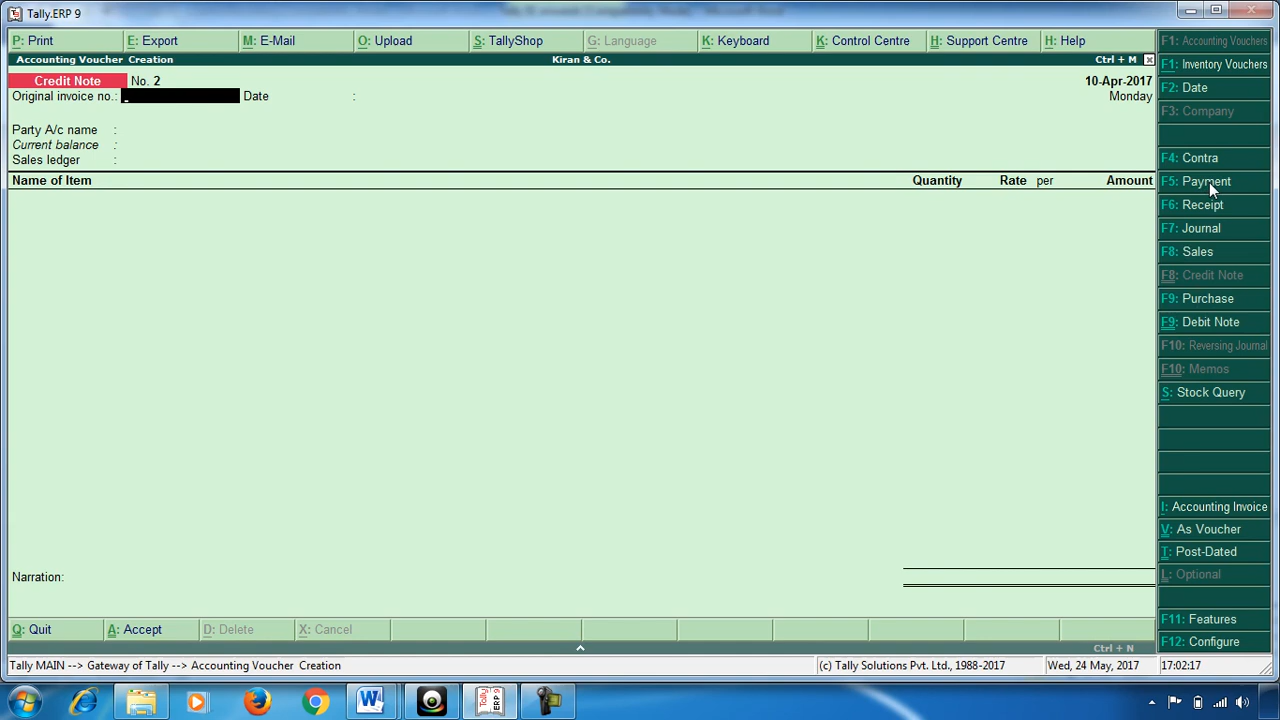 Tally.ERP 9
P: Print E: Export M: E-Mail O: Upload S: TallyShop G: Language K: Keyboard K: Control Centre H: Support Centre H: Help
Accounting Voucher Creation Kiran & Co. Ctrl + M
Credit Note No. 2 10-Apr-2017
Original invoice no.: Date : Monday
Party A/c name :
Current balance :
Sales ledger :
Name of Item Quantity Rate per Amount
Narration:
F1: Accounting Vouchers
F1: Inventory Vouchers
F2: Date
F3: Company
F4: Contra
F5: Payment
F6: Receipt
F7: Journal
F8: Sales
F8: Credit Note
F9: Purchase
F9: Debit Note
F10: Reversing Journal
F10: Memos
S: Stock Query
I: Accounting Invoice
V: As Voucher
T: Post-Dated
L: Optional
F11: Features
F12: Configure
Q: Quit A: Accept D: Delete X: Cancel
Ctrl + N
Tally MAIN --> Gateway of Tally --> Accounting Voucher Creation (c) Tally Solutions Pvt. Ltd., 1988-2017 Wed, 24 May, 2017 17:02:17